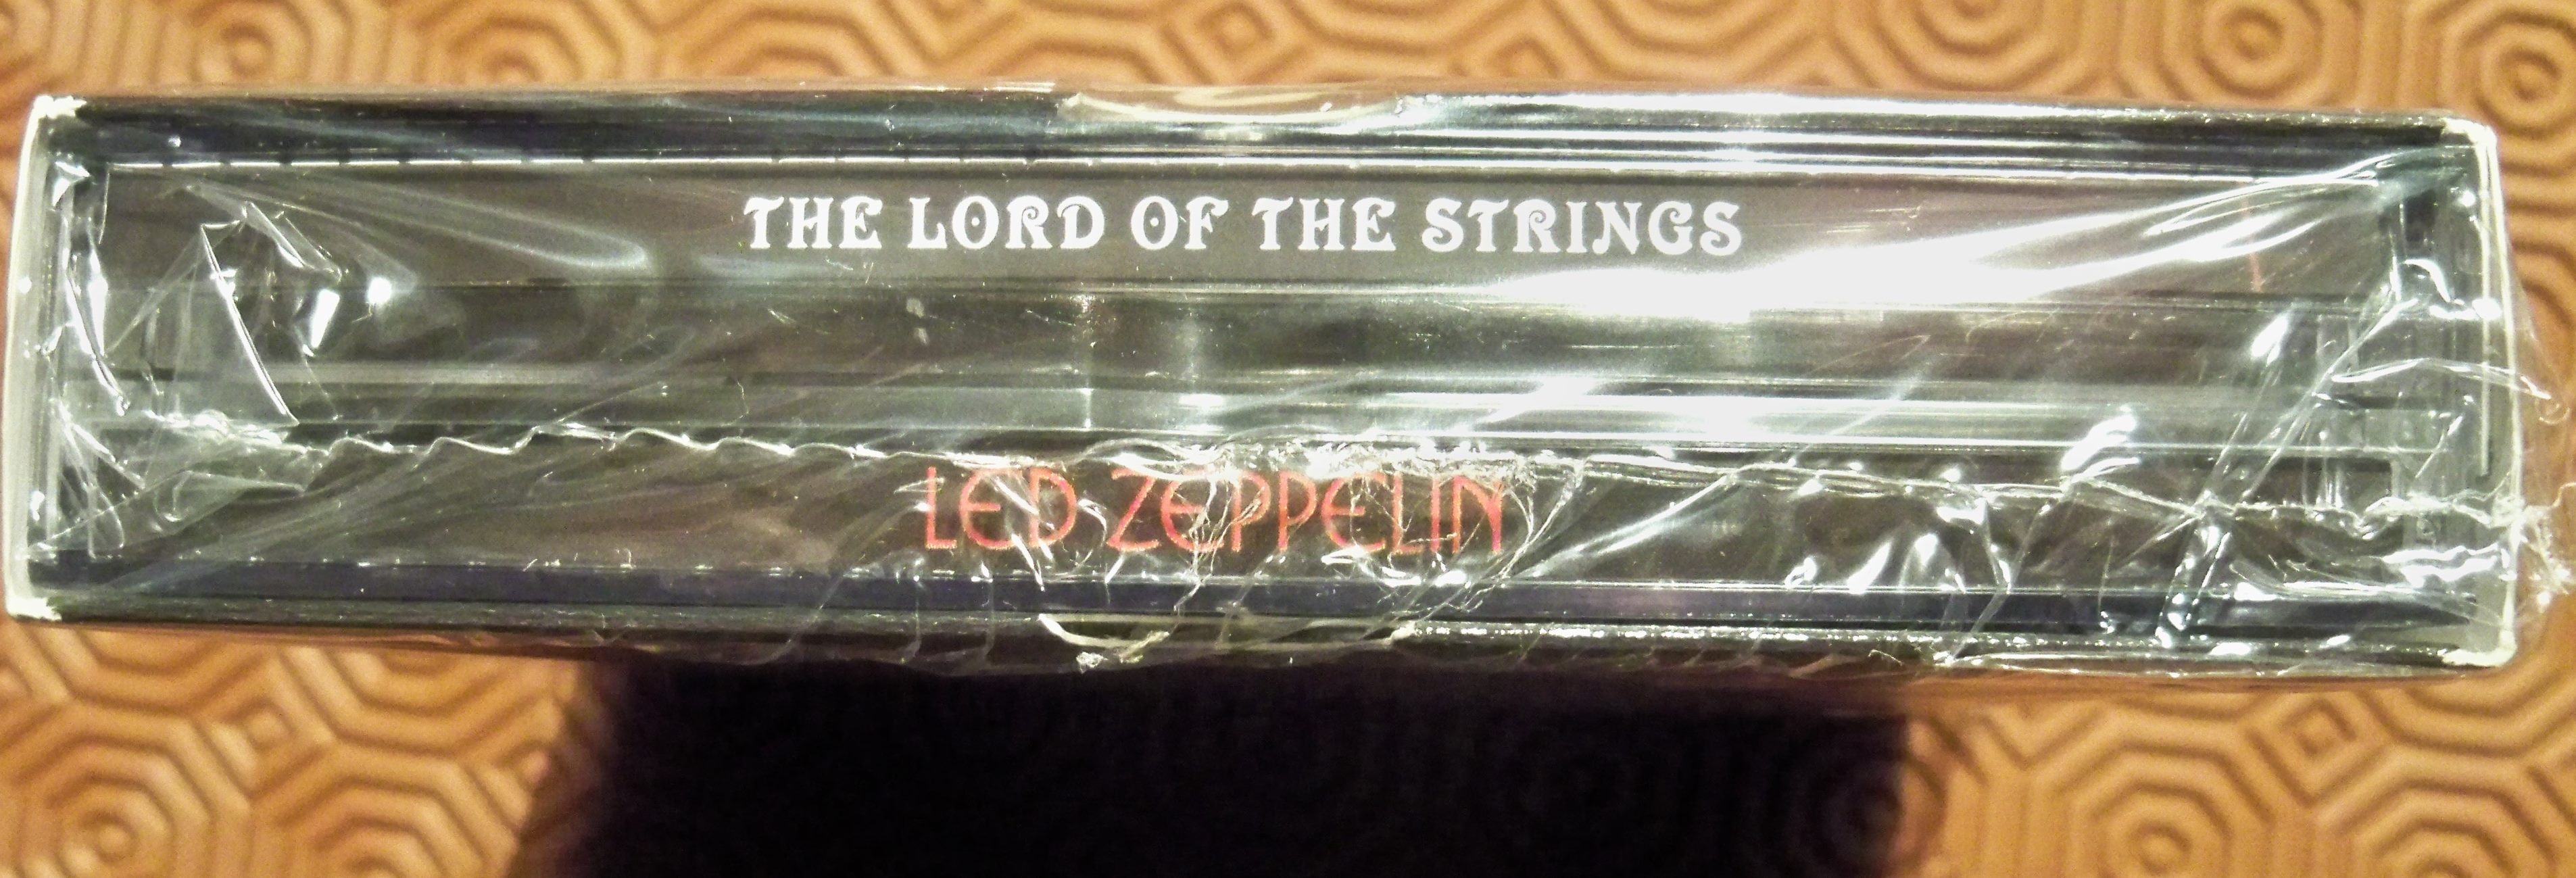 THE LORD OF THE STRINGS
LED ZEPPELIN